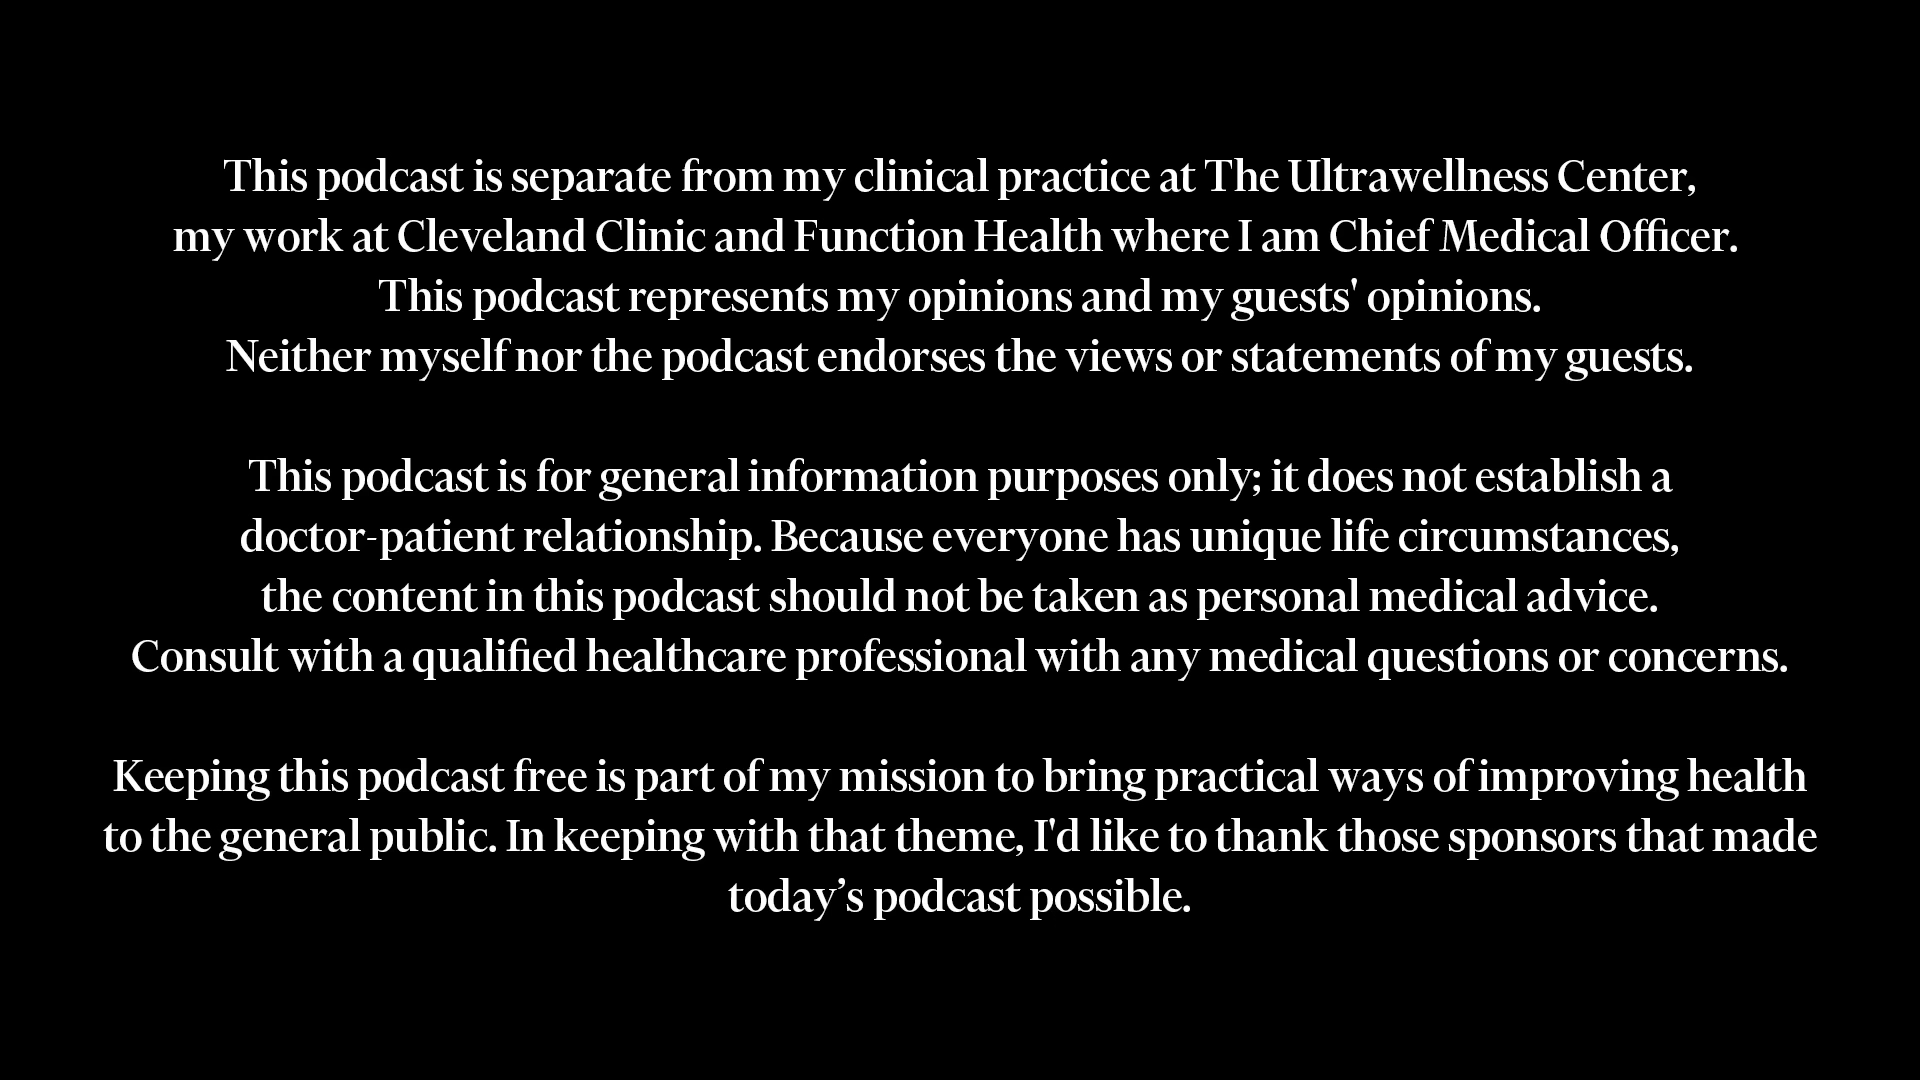 This podcast is separate from my clinical practice at The Ultrawellness Center,
my work at Cleveland Clinic and Function Health where I am Chief Medical Officer.
This podcast represents my opinions and my guests' opinions.
Neither myself nor the podcast endorses the views or statements of my guests.
This podcast is for general information purposes only; it does not establish a
doctor-patient relationship. Because everyone has unique life circumstances,
the content in this podcast should not be taken as personal medical advice.
Consult with a qualified healthcare professional with any medical questions or concerns.
Keeping this podcast free is part of my mission to bring practical ways of improving health
to the general public. In keeping with that theme, I'd like to thank those sponsors that made
today’s podcast possible.